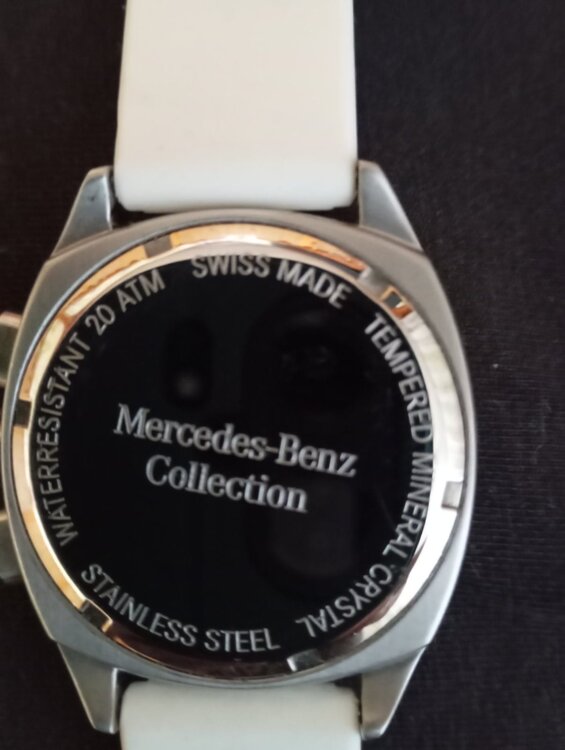 SWISS MADE
TEMPERED MINERAL CRYSTAL
STAINLESS STEEL
WATERRESISTANT 20 ATM
Mercedes-Benz
Collection